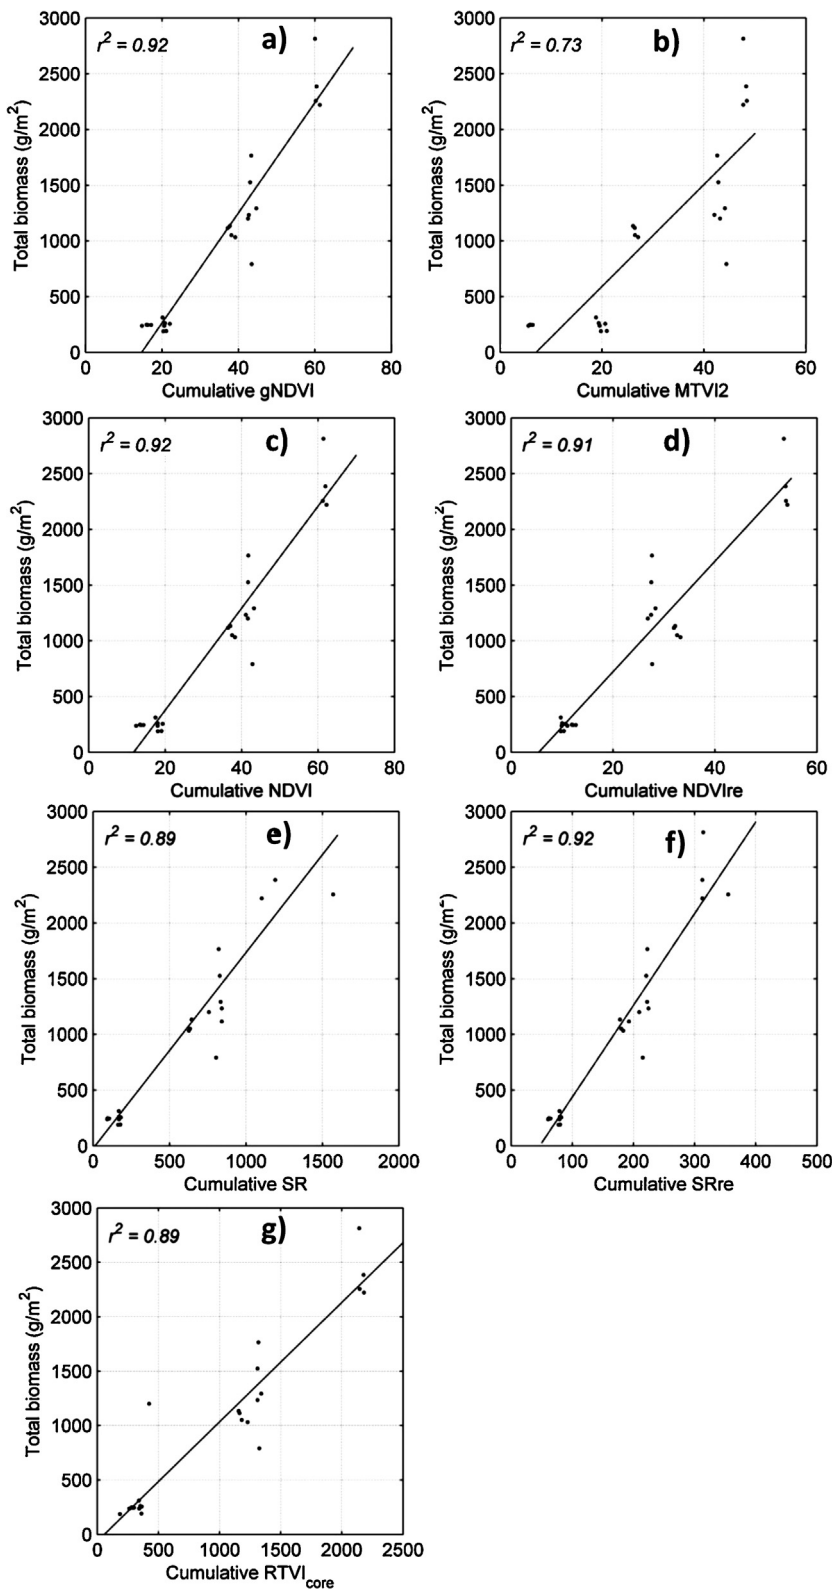 r² = 0.92
a)
3000
2500
2000
1500
1000
500
0
Total biomass (g/m²)
0 20 40 60 80
Cumulative gNDVI
r² = 0.73
b)
3000
2500
2000
1500
1000
500
0
Total biomass (g/m²)
0 20 40 60
Cumulative MTVI2
r² = 0.92
c)
3000
2500
2000
1500
1000
500
0
Total biomass (g/m²)
0 20 40 60 80
Cumulative NDVI
r² = 0.91
d)
3000
2500
2000
1500
1000
500
0
Total biomass (g/m²)
0 20 40 60
Cumulative NDVIre
r² = 0.89
e)
3000
2500
2000
1500
1000
500
0
Total biomass (g/m²)
0 500 1000 1500 2000
Cumulative SR
r² = 0.92
f)
3000
2500
2000
1500
1000
500
0
Total biomass (g/m²)
0 100 200 300 400 500
Cumulative SRre
r² = 0.89
g)
3000
2500
2000
1500
1000
500
0
Total biomass (g/m²)
0 500 1000 1500 2000 2500
Cumulative RTVIcore